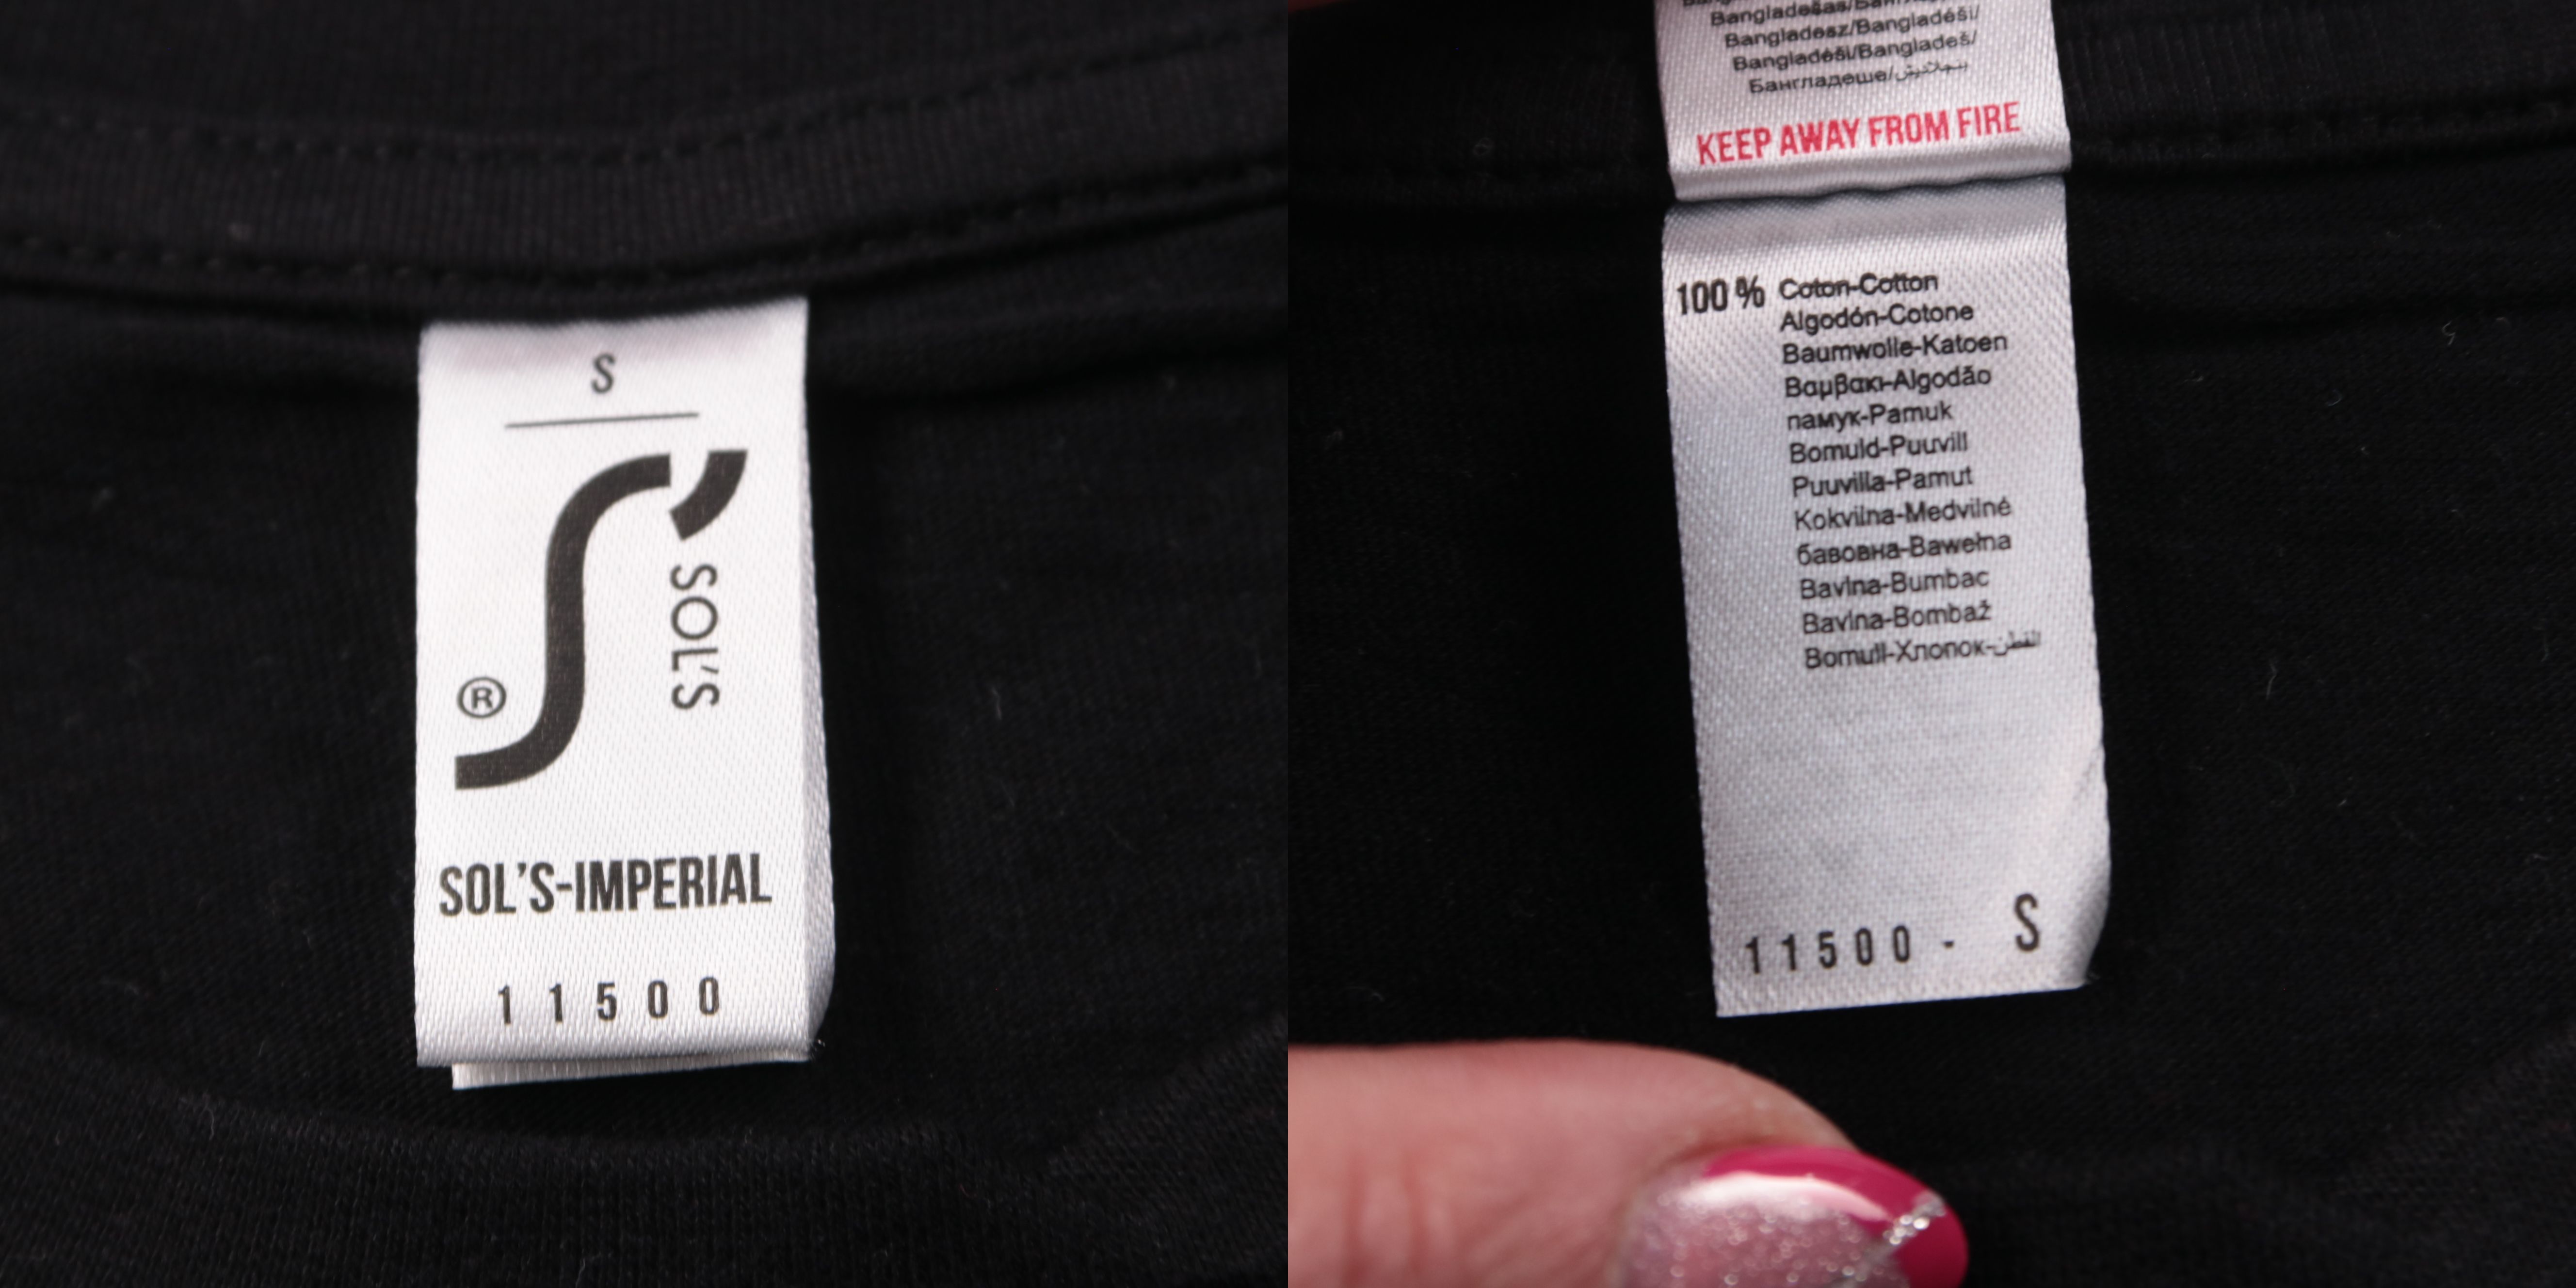 S
SOL'S
®
SOL'S-IMPERIAL
11500
Bangladešas/
Bangladesz/Bangladéši/
Bangladéši/Bangladeš/
Бангладеше/بنجلاديش
KEEP AWAY FROM FIRE
100 % Coton-Cotton
Algodón-Cotone
Baumwolle-Katoen
Βαμβακι-Algodão
памук-Pamuk
Bomuld-Puuvill
Puuvilla-Pamut
Kokvilna-Medvilné
бавовна-Bawełna
Bavlna-Bumbac
Bavlna-Bombaž
Bomull-Хлопок-القطن
11500 - S